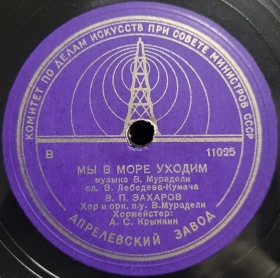 КОМИТЕТ ПО ДЕЛАМ ИСКУССТВ ПРИ СОВЕТЕ МИНИСТРОВ СССР
В 11025
МЫ В МОРЕ УХОДИМ
музыка В. Мурадели
сл. В. Лебедева-Кумача
В. П. ЗАХАРОВ
Хор и орк. п.у. В. Мурадели
Хормейстер:
А. С. Крынкин
АПРЕЛЕВСКИЙ ЗАВОД